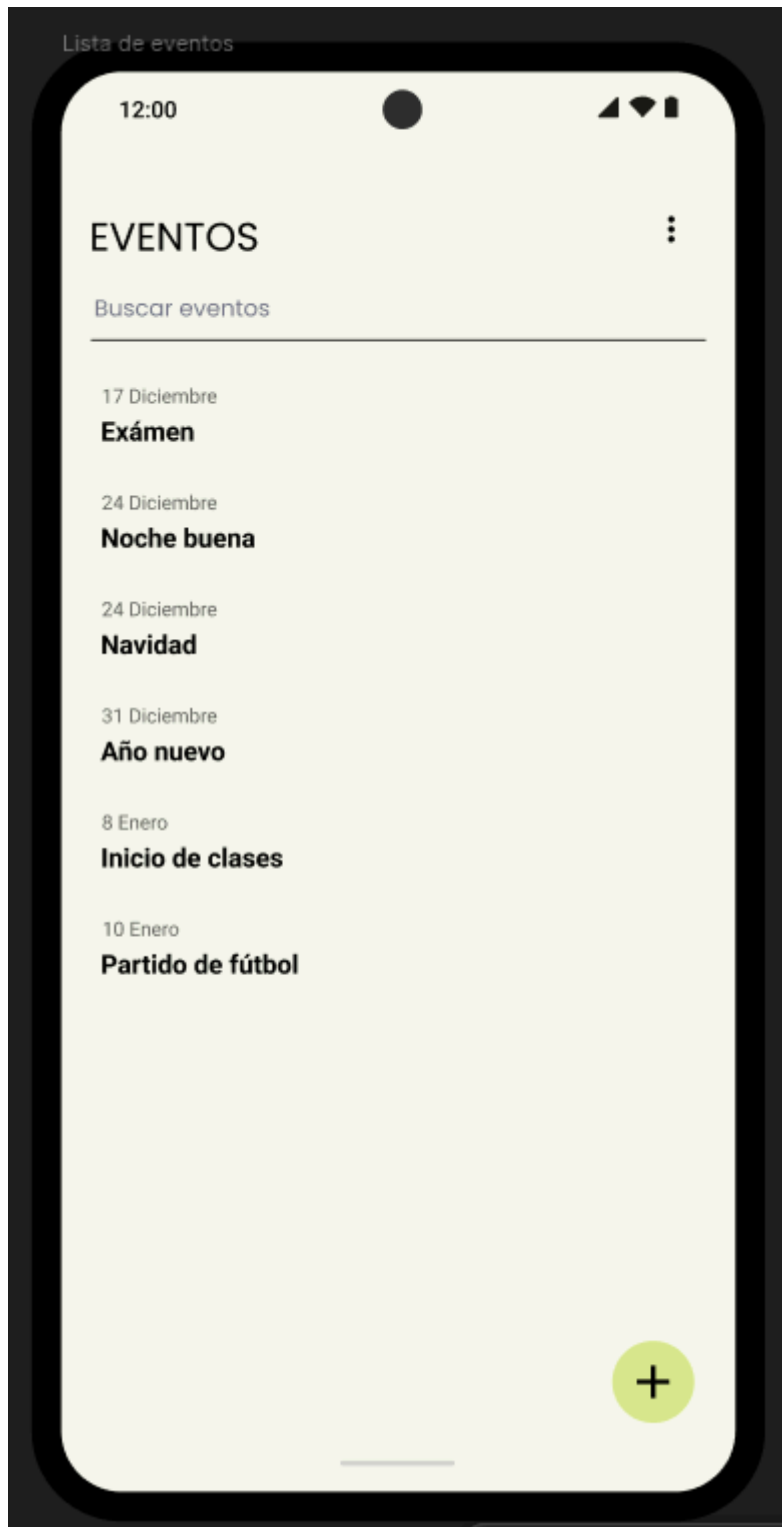 Lista de eventos
12:00
EVENTOS
Buscar eventos
17 Diciembre
Exámen
24 Diciembre
Noche buena
24 Diciembre
Navidad
31 Diciembre
Año nuevo
8 Enero
Inicio de clases
10 Enero
Partido de fútbol